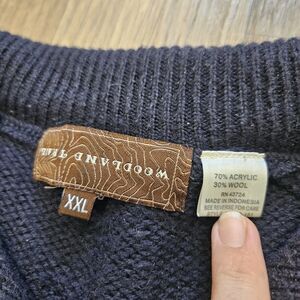 WOODLAND TRAIL
XXL
70% ACRYLIC
30% WOOL
RN 43724
MADE IN INDONESIA
SEE REVERSE FOR CARE